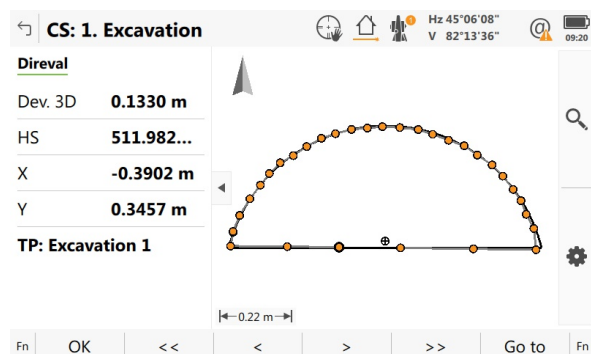 CS: 1. Excavation
1
Hz 45°06'08"
V 82°13'36"
@
09:20
Direval
Dev. 3D 0.1330 m
HS 511.982...
X -0.3902 m
Y 0.3457 m
TP: Excavation 1
0.22 m
Fn OK << < > >> Go to Fn